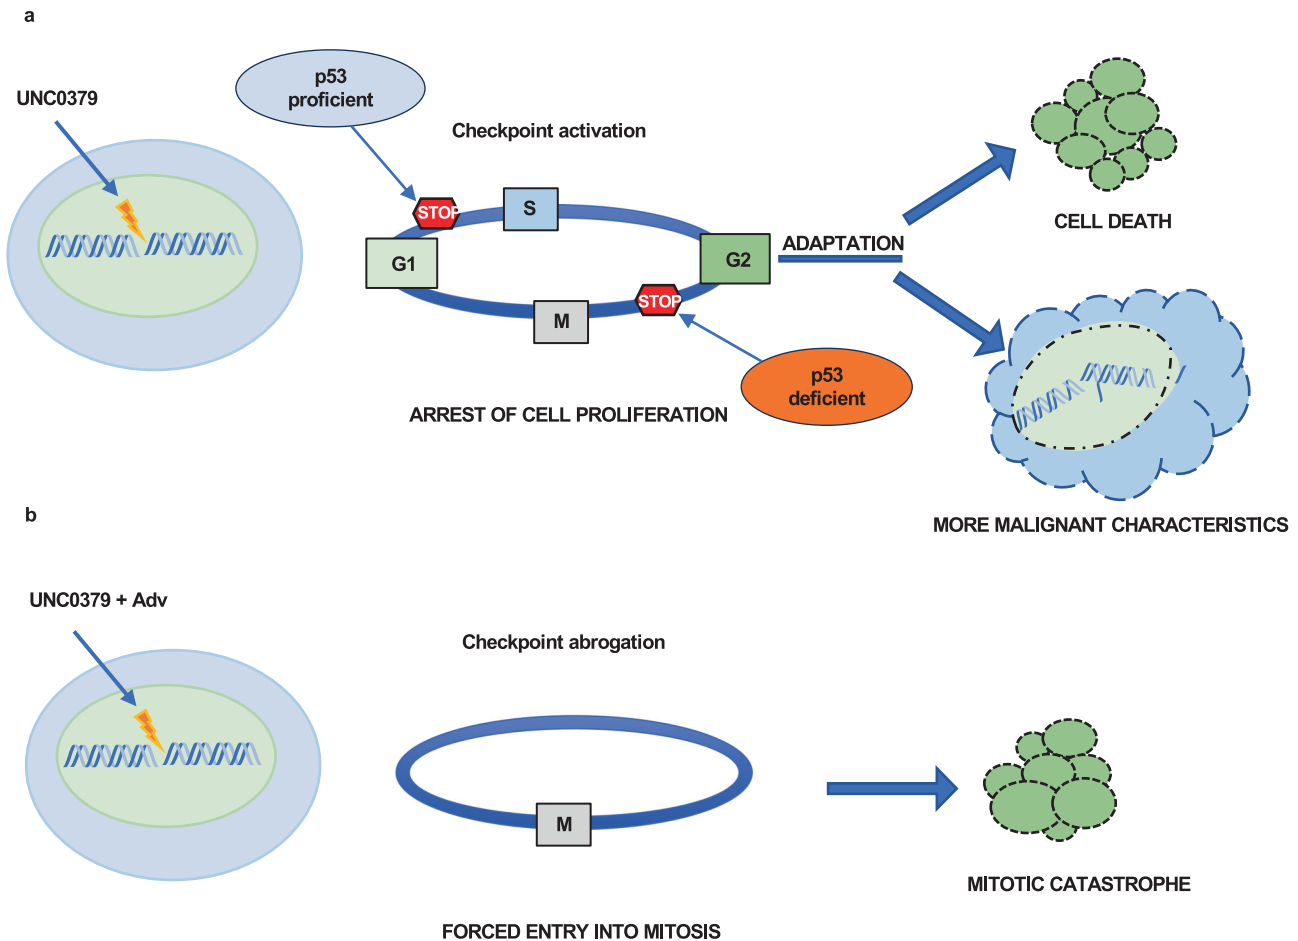 a
UNC0379
p53
proficient
Checkpoint activation
STOP
S
G1
G2
ADAPTATION
M
STOP
p53
deficient
ARREST OF CELL PROLIFERATION
CELL DEATH
MORE MALIGNANT CHARACTERISTICS
b
UNC0379 + Adv
Checkpoint abrogation
M
FORCED ENTRY INTO MITOSIS
MITOTIC CATASTROPHE